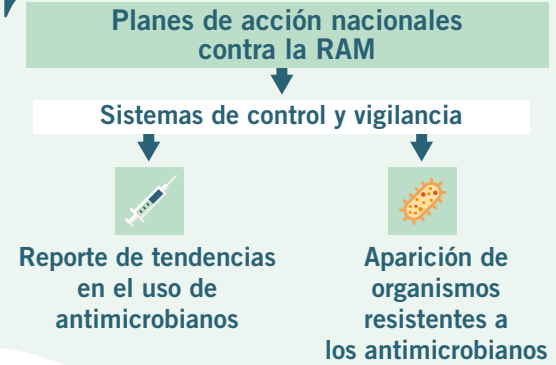 Planes de acción nacionales
contra la RAM
Sistemas de control y vigilancia
Reporte de tendencias
en el uso de
antimicrobianos
Aparición de
organismos
resistentes a
los antimicrobianos